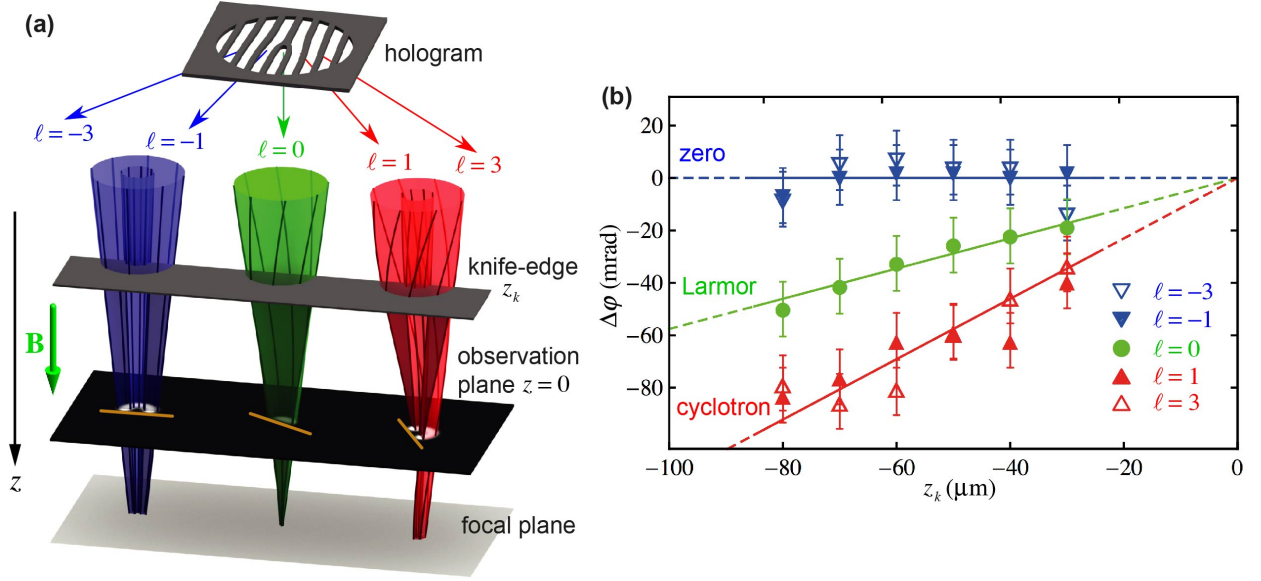 (a)
hologram
ℓ = −3
ℓ = −1
ℓ = 0
ℓ = 1
ℓ = 3
knife-edge
z_k
B
observation
plane z = 0
z
focal plane
(b)
20
0
−20
−40
−60
−80
Δφ (mrad)
zero
Larmor
cyclotron
ℓ = −3
ℓ = −1
ℓ = 0
ℓ = 1
ℓ = 3
−100
−80
−60
−40
−20
0
z_k (μm)